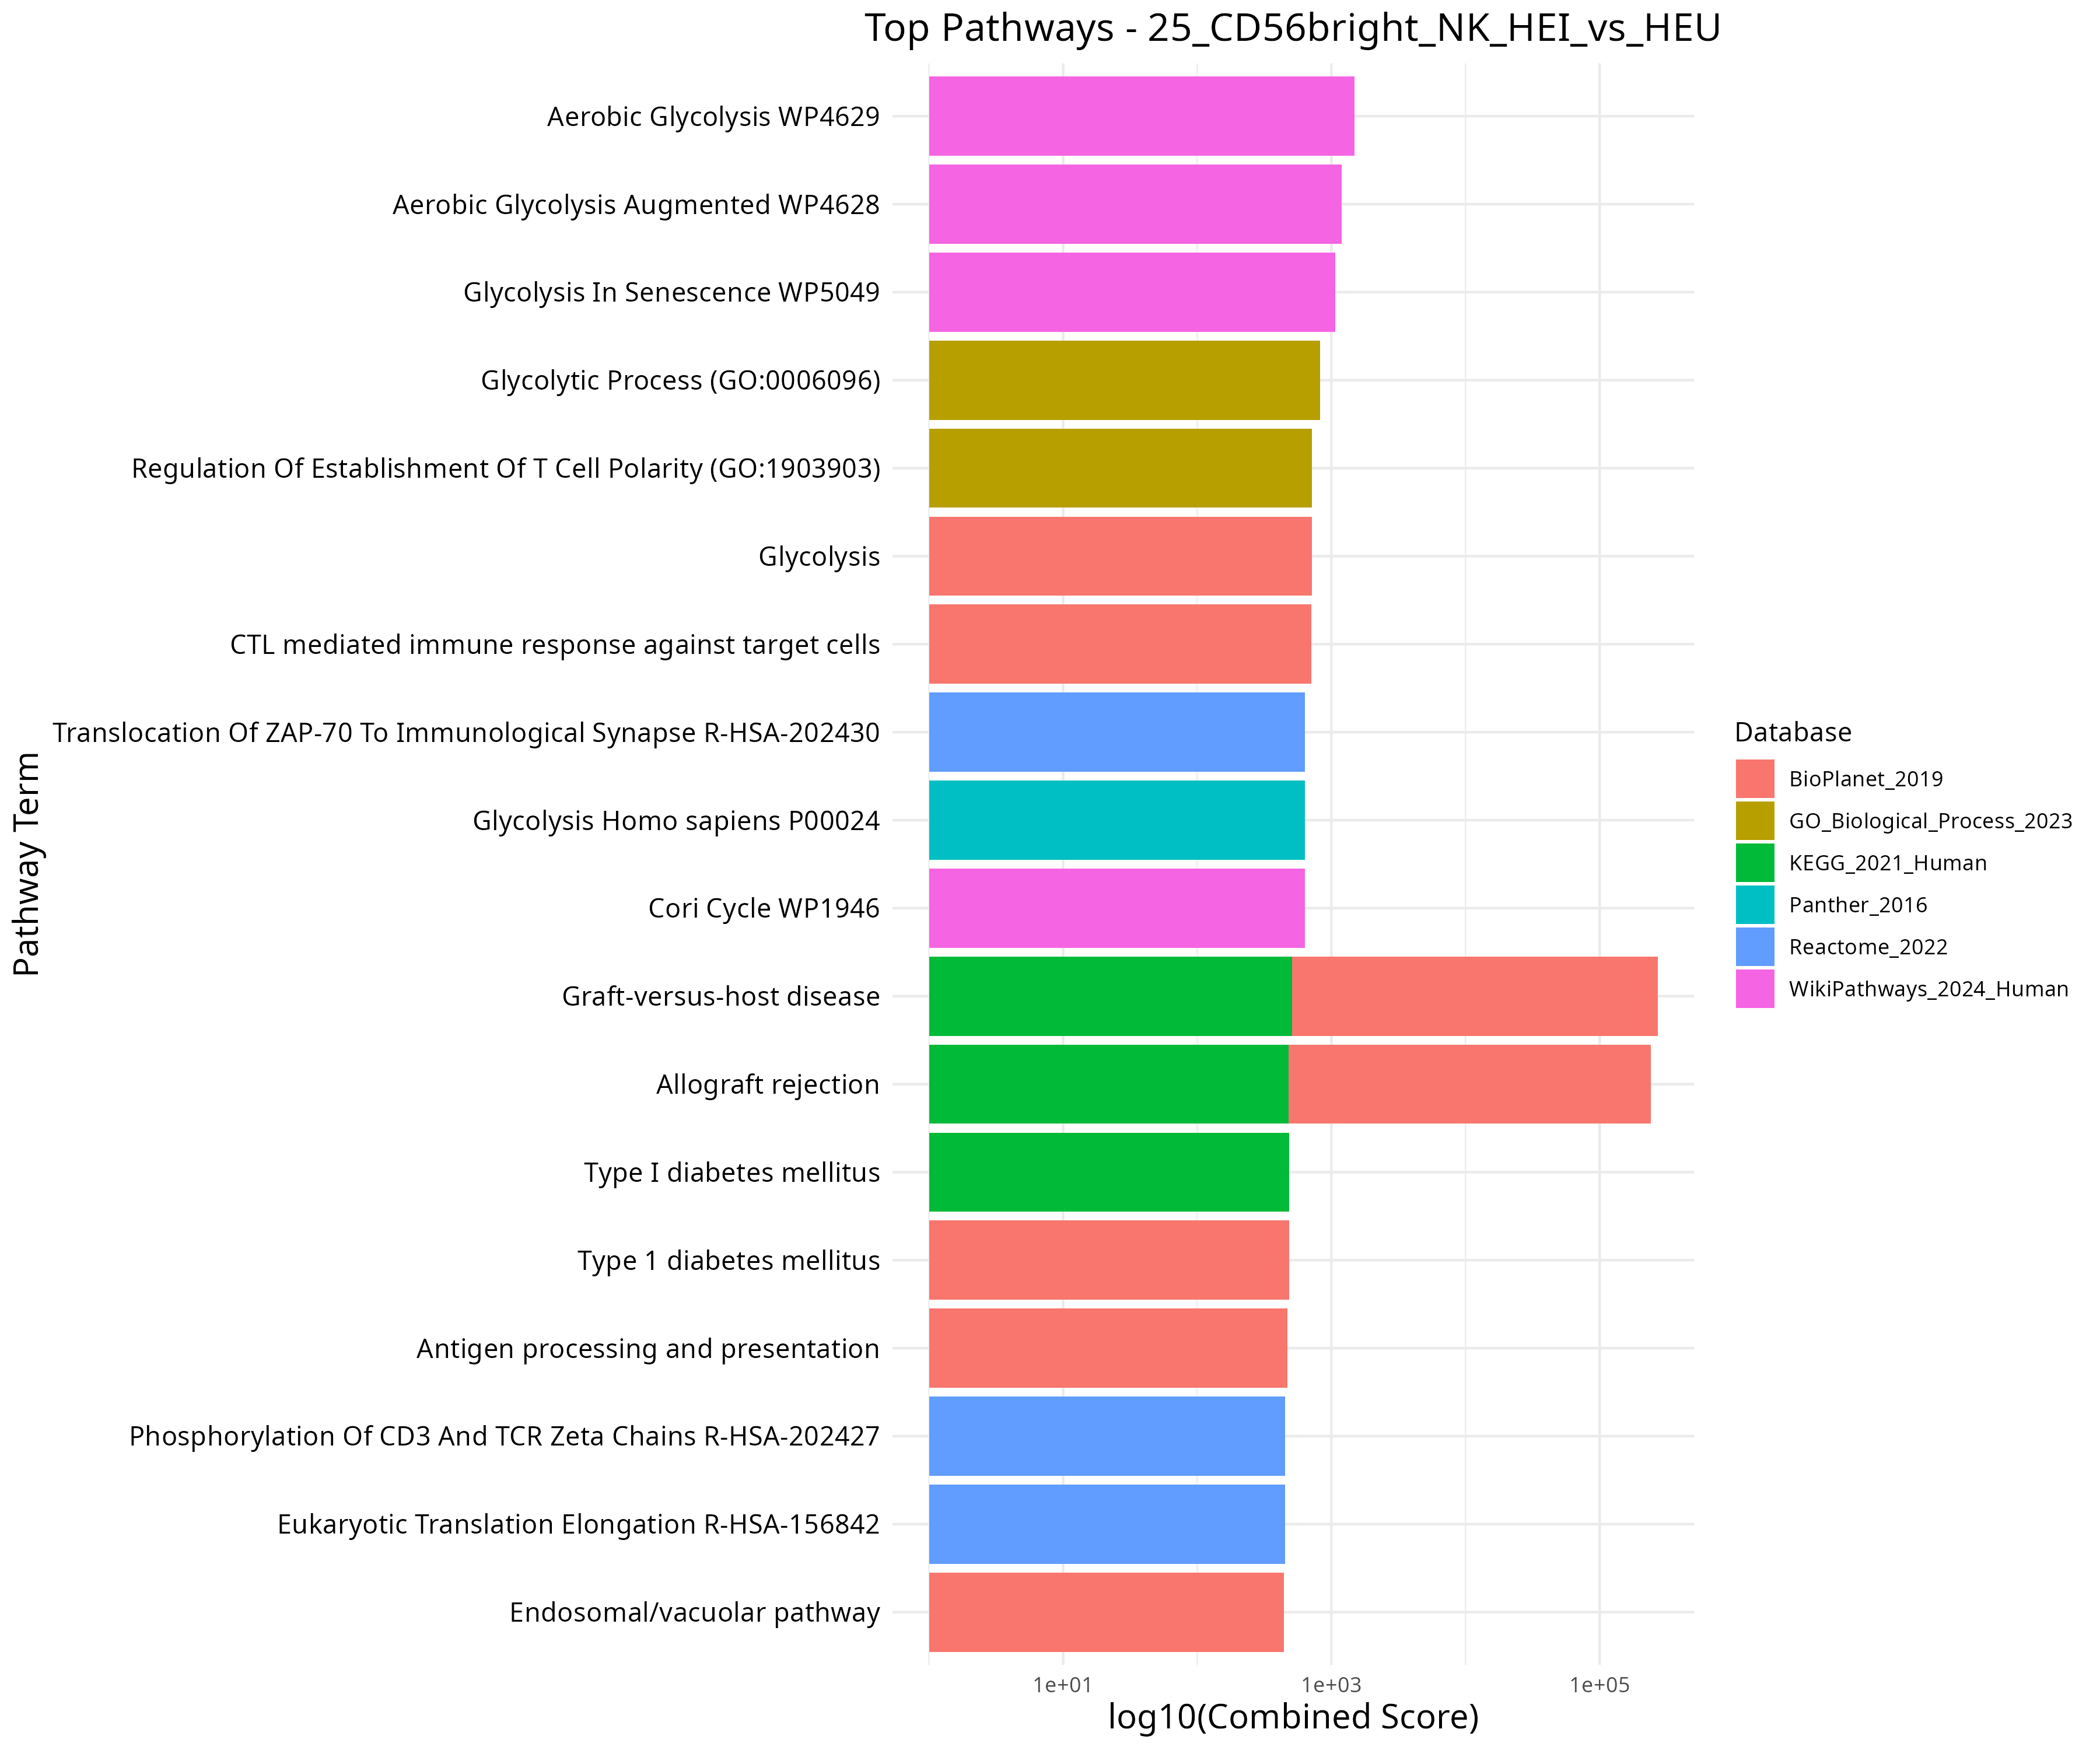 Top Pathways - 25_CD56bright_NK_HEI_vs_HEU
Pathway Term
Aerobic Glycolysis WP4629
Aerobic Glycolysis Augmented WP4628
Glycolysis In Senescence WP5049
Glycolytic Process (GO:0006096)
Regulation Of Establishment Of T Cell Polarity (GO:1903903)
Glycolysis
CTL mediated immune response against target cells
Translocation Of ZAP-70 To Immunological Synapse R-HSA-202430
Glycolysis Homo sapiens P00024
Cori Cycle WP1946
Graft-versus-host disease
Allograft rejection
Type I diabetes mellitus
Type 1 diabetes mellitus
Antigen processing and presentation
Phosphorylation Of CD3 And TCR Zeta Chains R-HSA-202427
Eukaryotic Translation Elongation R-HSA-156842
Endosomal/vacuolar pathway
1e+01 1e+03 1e+05
log10(Combined Score)
Database
BioPlanet_2019
GO_Biological_Process_2023
KEGG_2021_Human
Panther_2016
Reactome_2022
WikiPathways_2024_Human